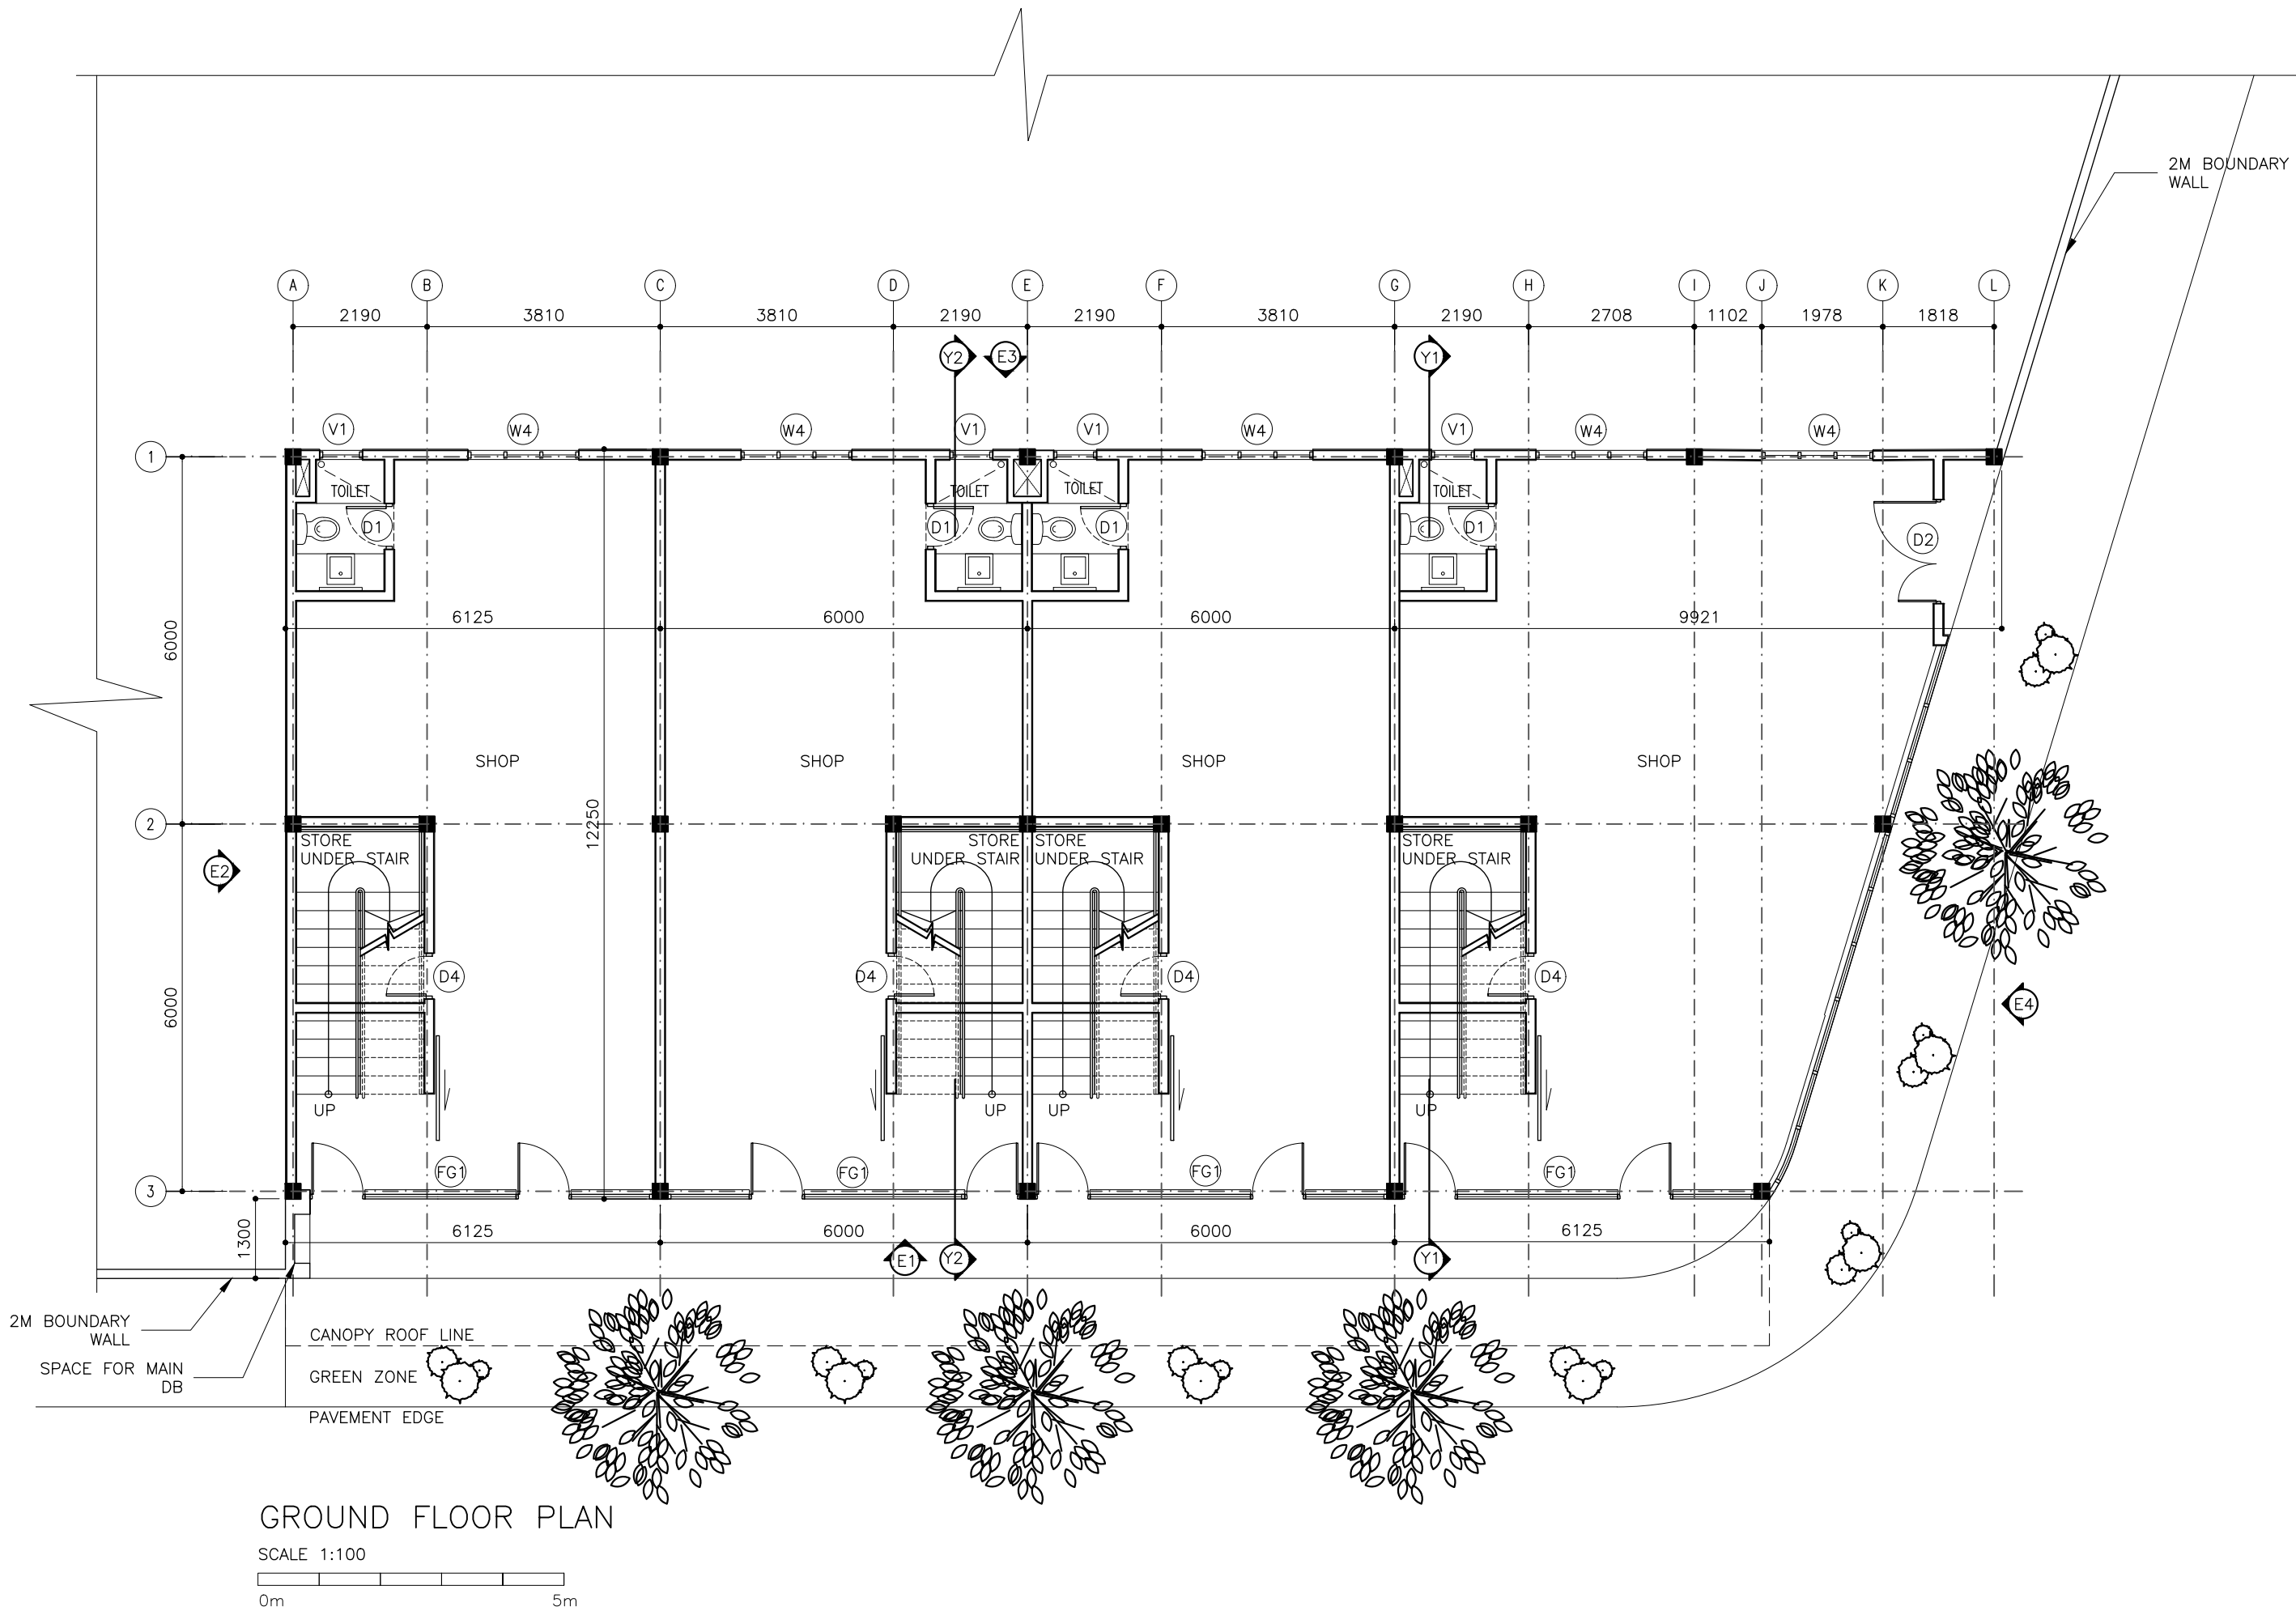 2M BOUNDARY
WALL
A B C D E F G H I J K L
2190 3810 3810 2190 2190 3810 2190 2708 1102 1978 1818
Y2 E3 Y1
V1 W4 W4 V1 V1 W4 V1 W4 W4
1
TOILET TOILET TOILET TOILET
D1 D1 D1 D1 D2
6125 6000 6000 9921
6000
SHOP SHOP SHOP SHOP
12250
2
STORE STORE STORE STORE
UNDER STAIR UNDER STAIR UNDER STAIR UNDER STAIR
E2
D4 D4 D4 D4
E4
6000
UP UP UP UP
FG1 FG1 FG1 FG1
3
1300
6125 6000 6000 6125
E1 Y2 Y1
2M BOUNDARY
WALL
SPACE FOR MAIN
DB
CANOPY ROOF LINE
GREEN ZONE
PAVEMENT EDGE
GROUND FLOOR PLAN
SCALE 1:100
0m 5m